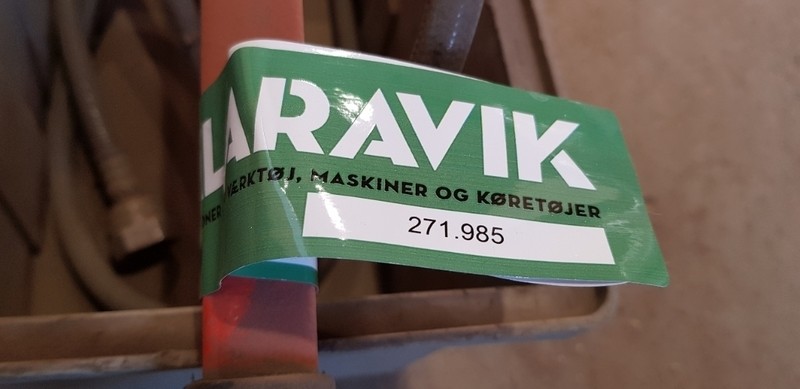 LARAVIK
VÆRKTØJ, MASKINER OG KØRETØJER
271.985